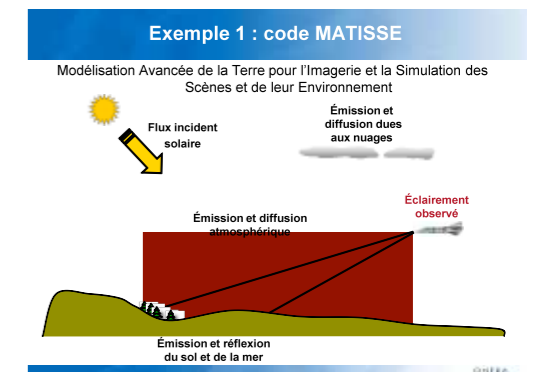 Exemple 1 : code MATISSE
Modélisation Avancée de la Terre pour l'Imagerie et la Simulation des
Scènes et de leur Environnement
Flux incident
solaire
Émission et
diffusion dues
aux nuages
Éclairement
observé
Émission et diffusion
atmosphérique
Émission et réflexion
du sol et de la mer